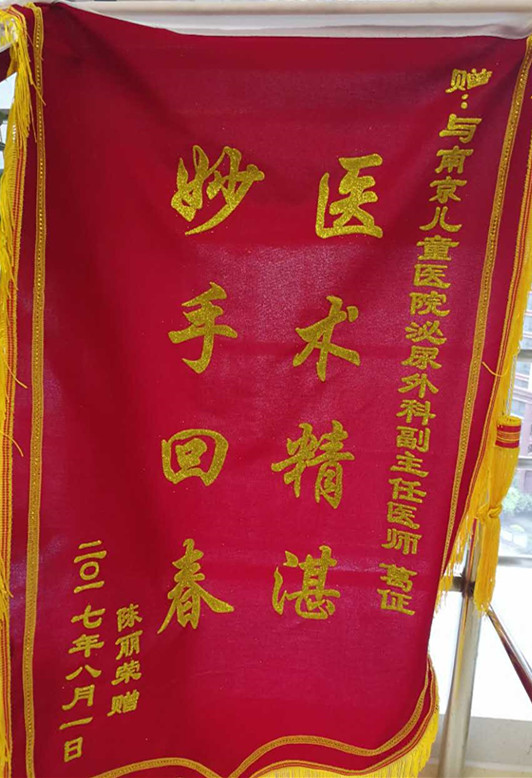 赠：与南京儿童医院泌尿外科副主任医师 葛征
医术精湛
妙手回春
陈丽荣赠
二〇一七年八月一日